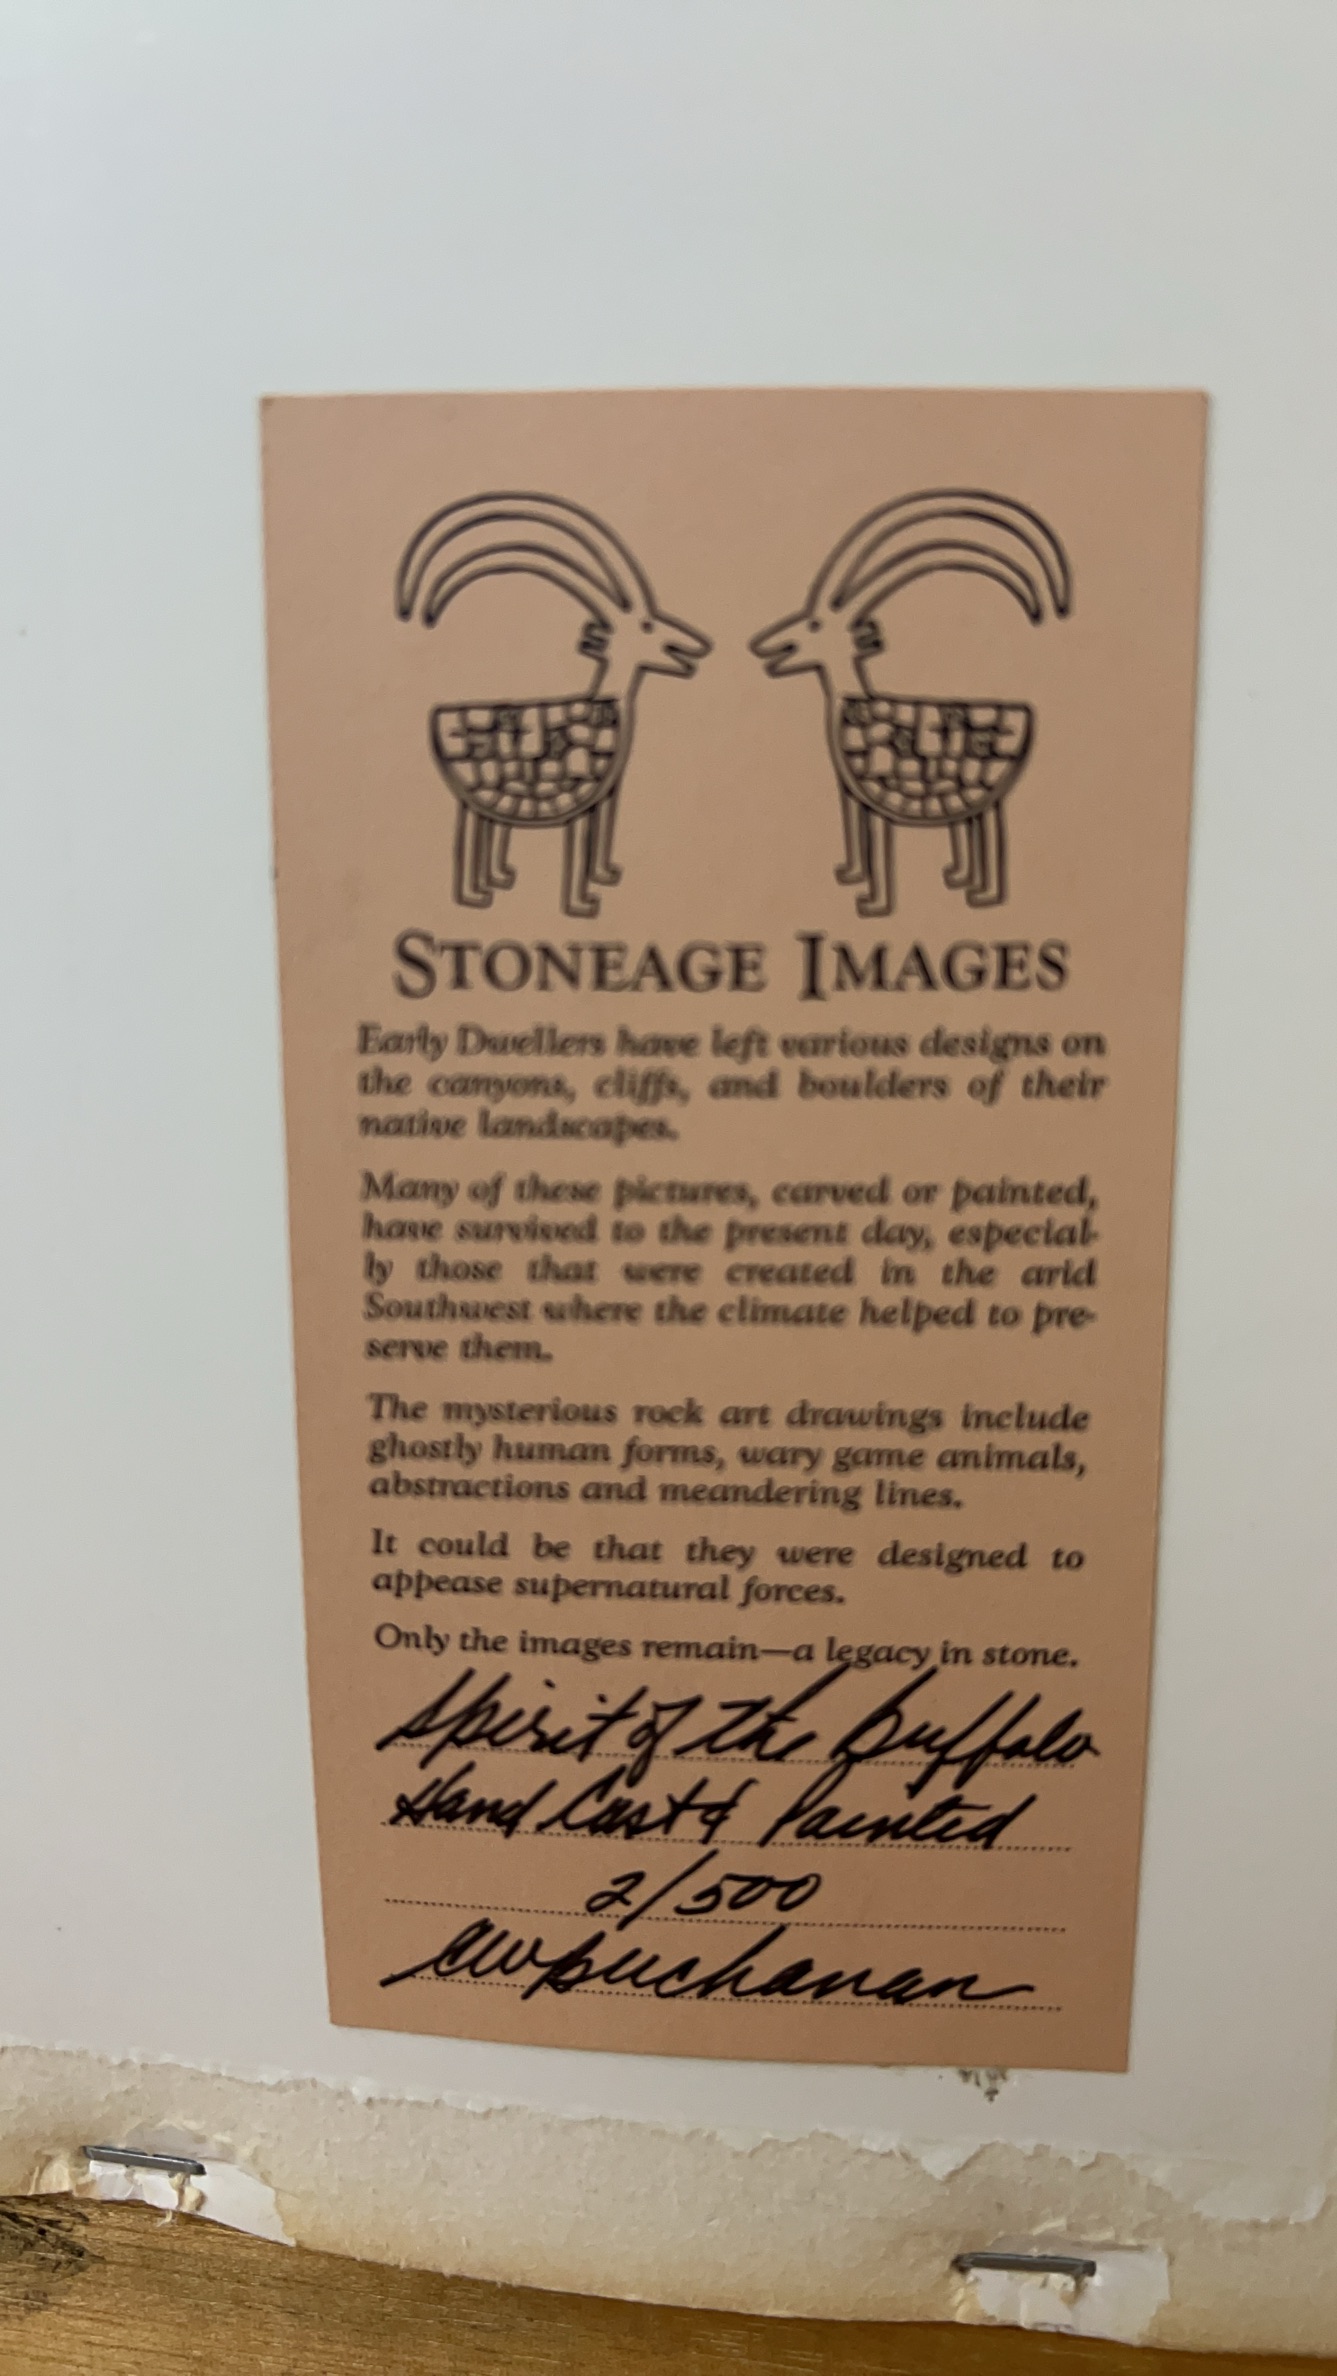 STONEAGE IMAGES
Early Dwellers have left various designs on
the canyons, cliffs, and boulders of their
native landscapes.
Many of these pictures, carved or painted,
have survived to the present day, especial-
ly those that were created in the arid
Southwest where the climate helped to pre-
serve them.
The mysterious rock art drawings include
ghostly human forms, wary game animals,
abstractions and meandering lines.
It could be that they were designed to
appease supernatural forces.
Only the images remain—a legacy in stone.
Spirit of the Buffalo
Hand Cast & Painted
2/500
CW Buchanan